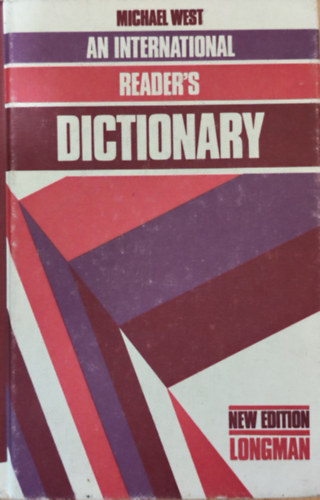 MICHAEL WEST
AN INTERNATIONAL
READER'S
DICTIONARY
NEW EDITION
LONGMAN